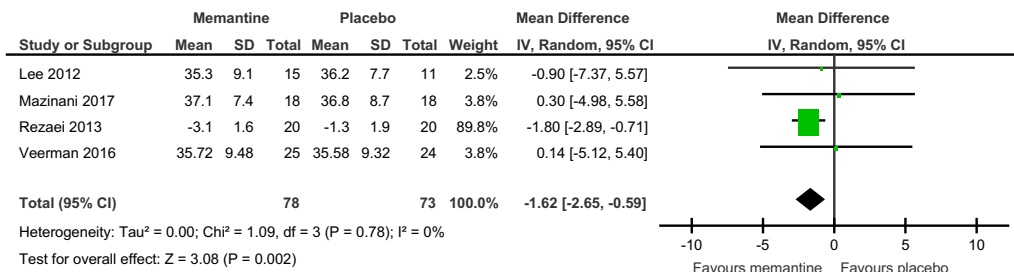 Memantine Placebo Mean Difference Mean Difference
Study or Subgroup Mean SD Total Mean SD Total Weight IV, Random, 95% CI IV, Random, 95% CI
Lee 2012 35.3 9.1 15 36.2 7.7 11 2.5% -0.90 [-7.37, 5.57]
Mazinani 2017 37.1 7.4 18 36.8 8.7 18 3.8% 0.30 [-4.98, 5.58]
Rezaei 2013 -3.1 1.6 20 -1.3 1.9 20 89.8% -1.80 [-2.89, -0.71]
Veerman 2016 35.72 9.48 25 35.58 9.32 24 3.8% 0.14 [-5.12, 5.40]
Total (95% CI) 78 73 100.0% -1.62 [-2.65, -0.59]
Heterogeneity: Tau² = 0.00; Chi² = 1.09, df = 3 (P = 0.78); I² = 0%
Test for overall effect: Z = 3.08 (P = 0.002)
-10 -5 0 5 10
Favours memantine Favours placebo